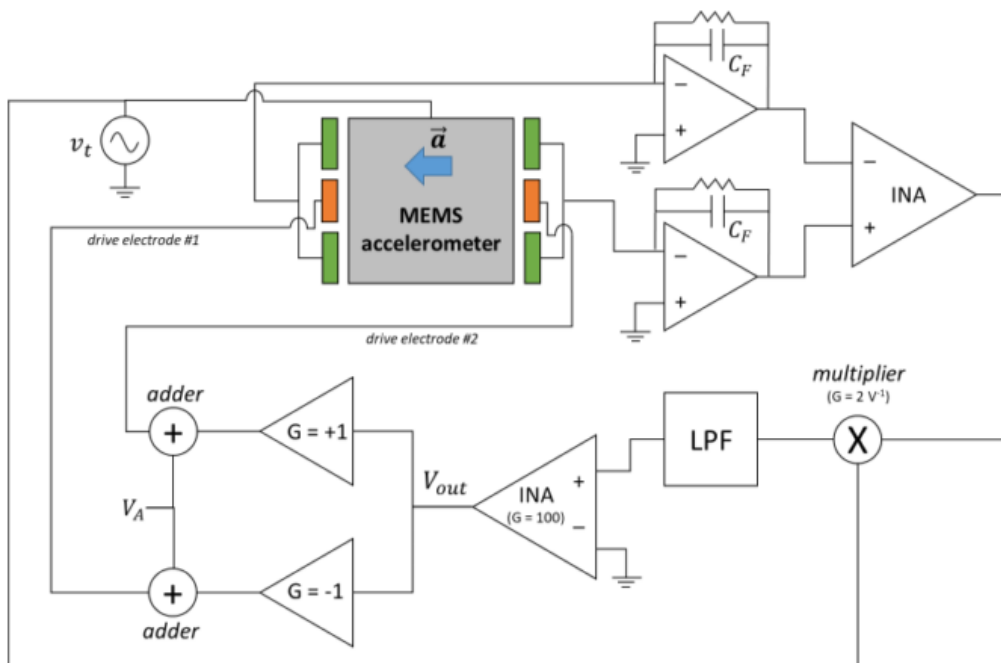 C_F
−
+
v_t
a⃗
MEMS
accelerometer
−
INA
+
C_F
−
+
drive electrode #1
drive electrode #2
multiplier
(G = 2 V⁻¹)
adder
+
G = +1
LPF
X
V_out
+
INA
(G = 100)
−
V_A
+
G = -1
adder